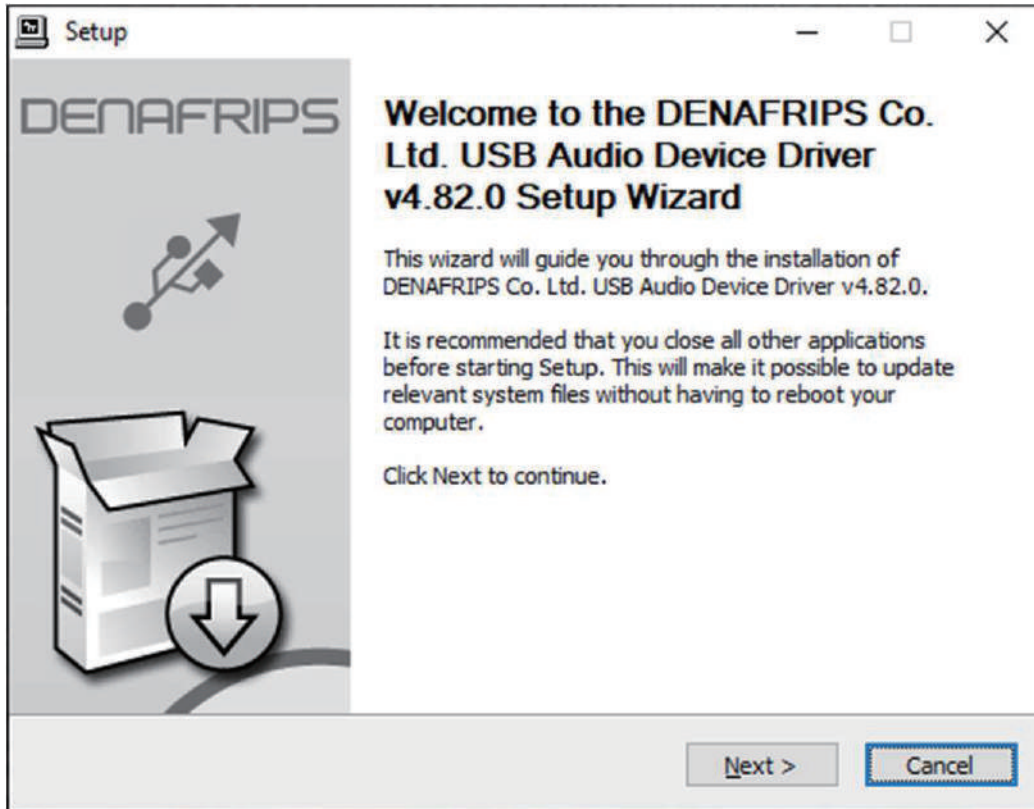 Setup
DENAFRIPS
Welcome to the DENAFRIPS Co.
Ltd. USB Audio Device Driver
v4.82.0 Setup Wizard
This wizard will guide you through the installation of
DENAFRIPS Co. Ltd. USB Audio Device Driver v4.82.0.
It is recommended that you close all other applications
before starting Setup. This will make it possible to update
relevant system files without having to reboot your
computer.
Click Next to continue.
Next >
Cancel